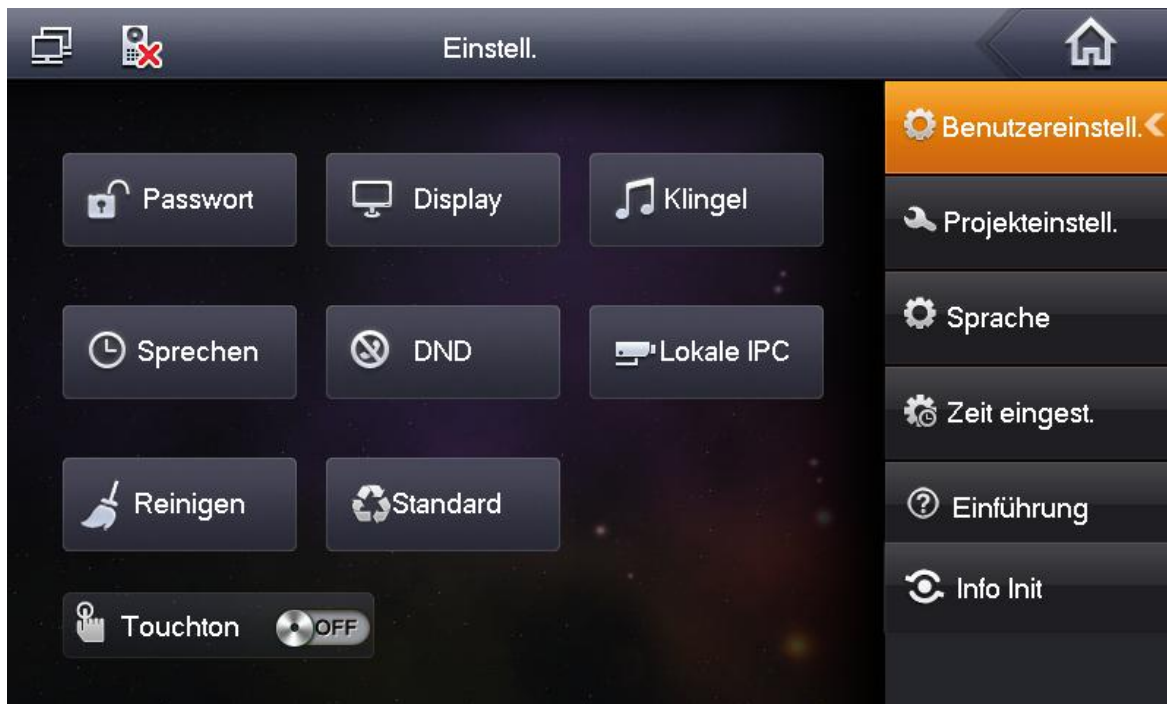 Einstell.
Passwort
Display
Klingel
Sprechen
DND
Lokale IPC
Reinigen
Standard
Touchton
OFF
Benutzereinstell.
Projekteinstell.
Sprache
Zeit eingest.
Einführung
Info Init